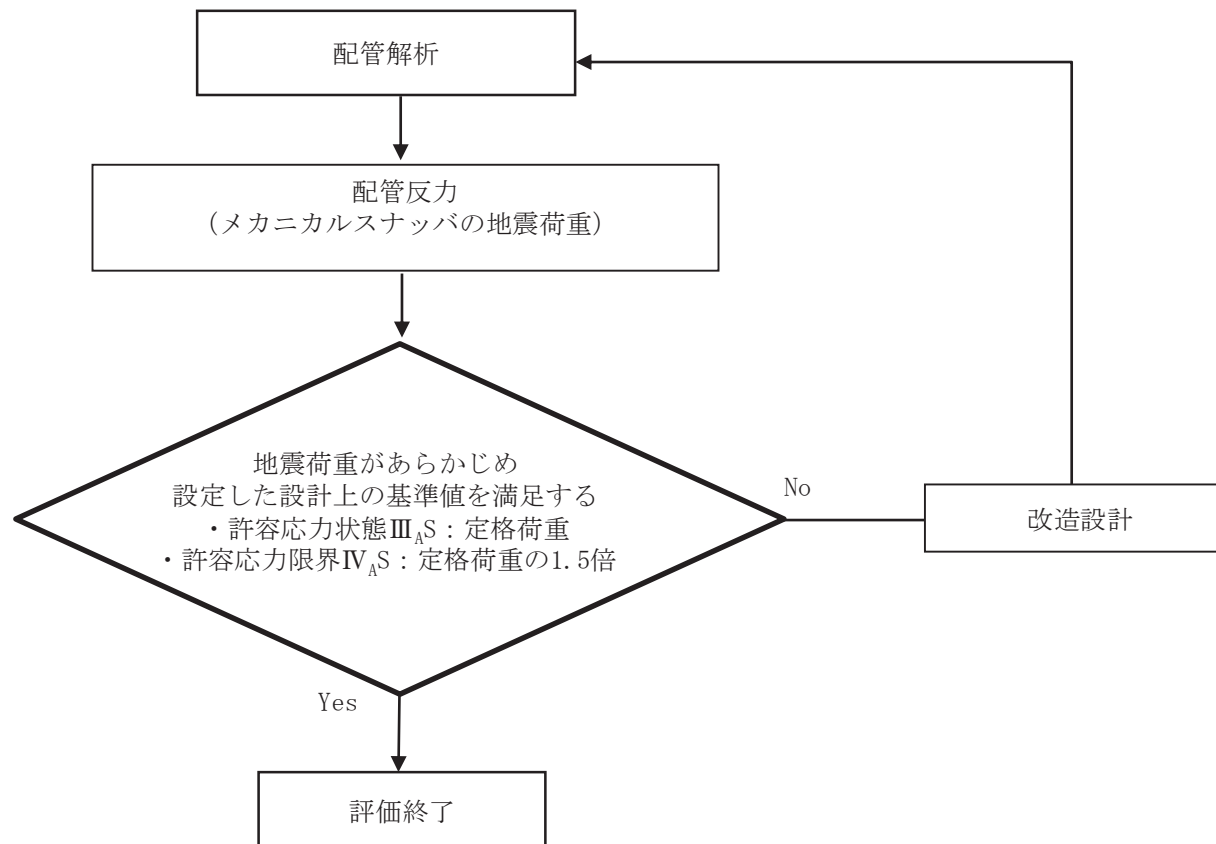 配管解析
配管反力
(メカニカルスナッバの地震荷重)
地震荷重があらかじめ
設定した設計上の基準値を満足する
・許容応力状態ⅢAS：定格荷重
・許容応力限界ⅣAS：定格荷重の1.5倍
No
改造設計
Yes
評価終了